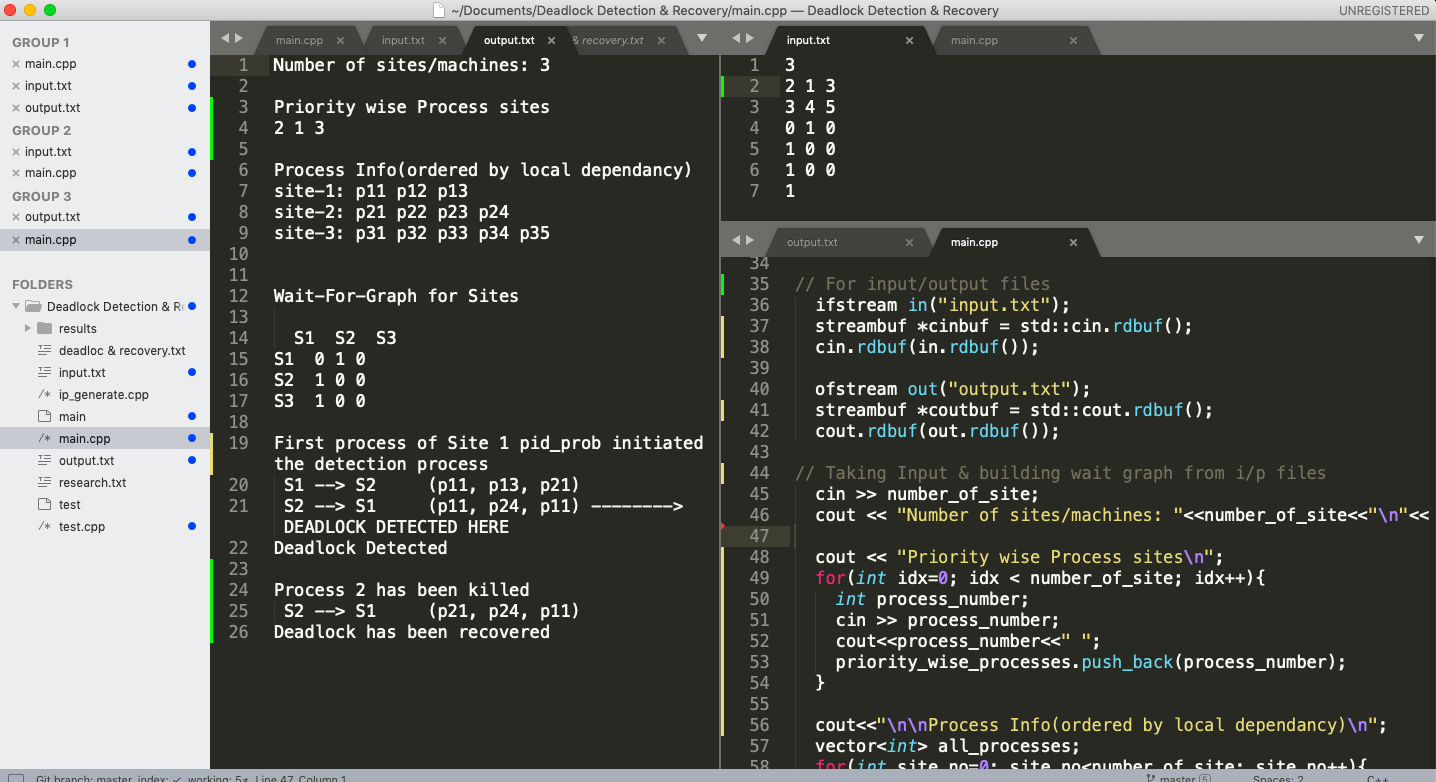 ~/Documents/Deadlock Detection & Recovery/main.cpp — Deadlock Detection & Recovery
UNREGISTERED
GROUP 1
main.cpp
input.txt
output.txt
GROUP 2
input.txt
main.cpp
GROUP 3
output.txt
main.cpp
FOLDERS
Deadlock Detection & R
results
deadloc & recovery.txt
input.txt
ip_generate.cpp
main
main.cpp
output.txt
research.txt
test
test.cpp
main.cpp
input.txt
output.txt
& recovery.txt
1 Number of sites/machines: 3
2
3 Priority wise Process sites
4 2 1 3
5
6 Process Info(ordered by local dependancy)
7 site-1: p11 p12 p13
8 site-2: p21 p22 p23 p24
9 site-3: p31 p32 p33 p34 p35
10
11
12 Wait-For-Graph for Sites
13
14 S1 S2 S3
15 S1 0 1 0
16 S2 1 0 0
17 S3 1 0 0
18
19 First process of Site 1 pid_prob initiated
the detection process
20 S1 --> S2 (p11, p13, p21)
21 S2 --> S1 (p11, p24, p11) -------->
DEADLOCK DETECTED HERE
22 Deadlock Detected
23
24 Process 2 has been killed
25 S2 --> S1 (p21, p24, p11)
26 Deadlock has been recovered
input.txt
main.cpp
1 3
2 2 1 3
3 3 4 5
4 0 1 0
5 1 0 0
6 1 0 0
7 1
output.txt
main.cpp
34
35 // For input/output files
36 ifstream in("input.txt");
37 streambuf *cinbuf = std::cin.rdbuf();
38 cin.rdbuf(in.rdbuf());
39
40 ofstream out("output.txt");
41 streambuf *coutbuf = std::cout.rdbuf();
42 cout.rdbuf(out.rdbuf());
43
44 // Taking Input & building wait graph from i/p files
45 cin >> number_of_site;
46 cout << "Number of sites/machines: "<<number_of_site<<"\n"<<
47
48 cout << "Priority wise Process sites\n";
49 for(int idx=0; idx < number_of_site; idx++){
50 int process_number;
51 cin >> process_number;
52 cout<<process_number<<" ";
53 priority_wise_processes.push_back(process_number);
54 }
55
56 cout<<"\n\nProcess Info(ordered by local dependancy)\n";
57 vector<int> all_processes;
58 for(int site_no=0; site_no<number_of_site; site_no++){
Git branch: master, index: ✓, working: 5≠, Line 47, Column 1
master 5
Spaces: 2
C++